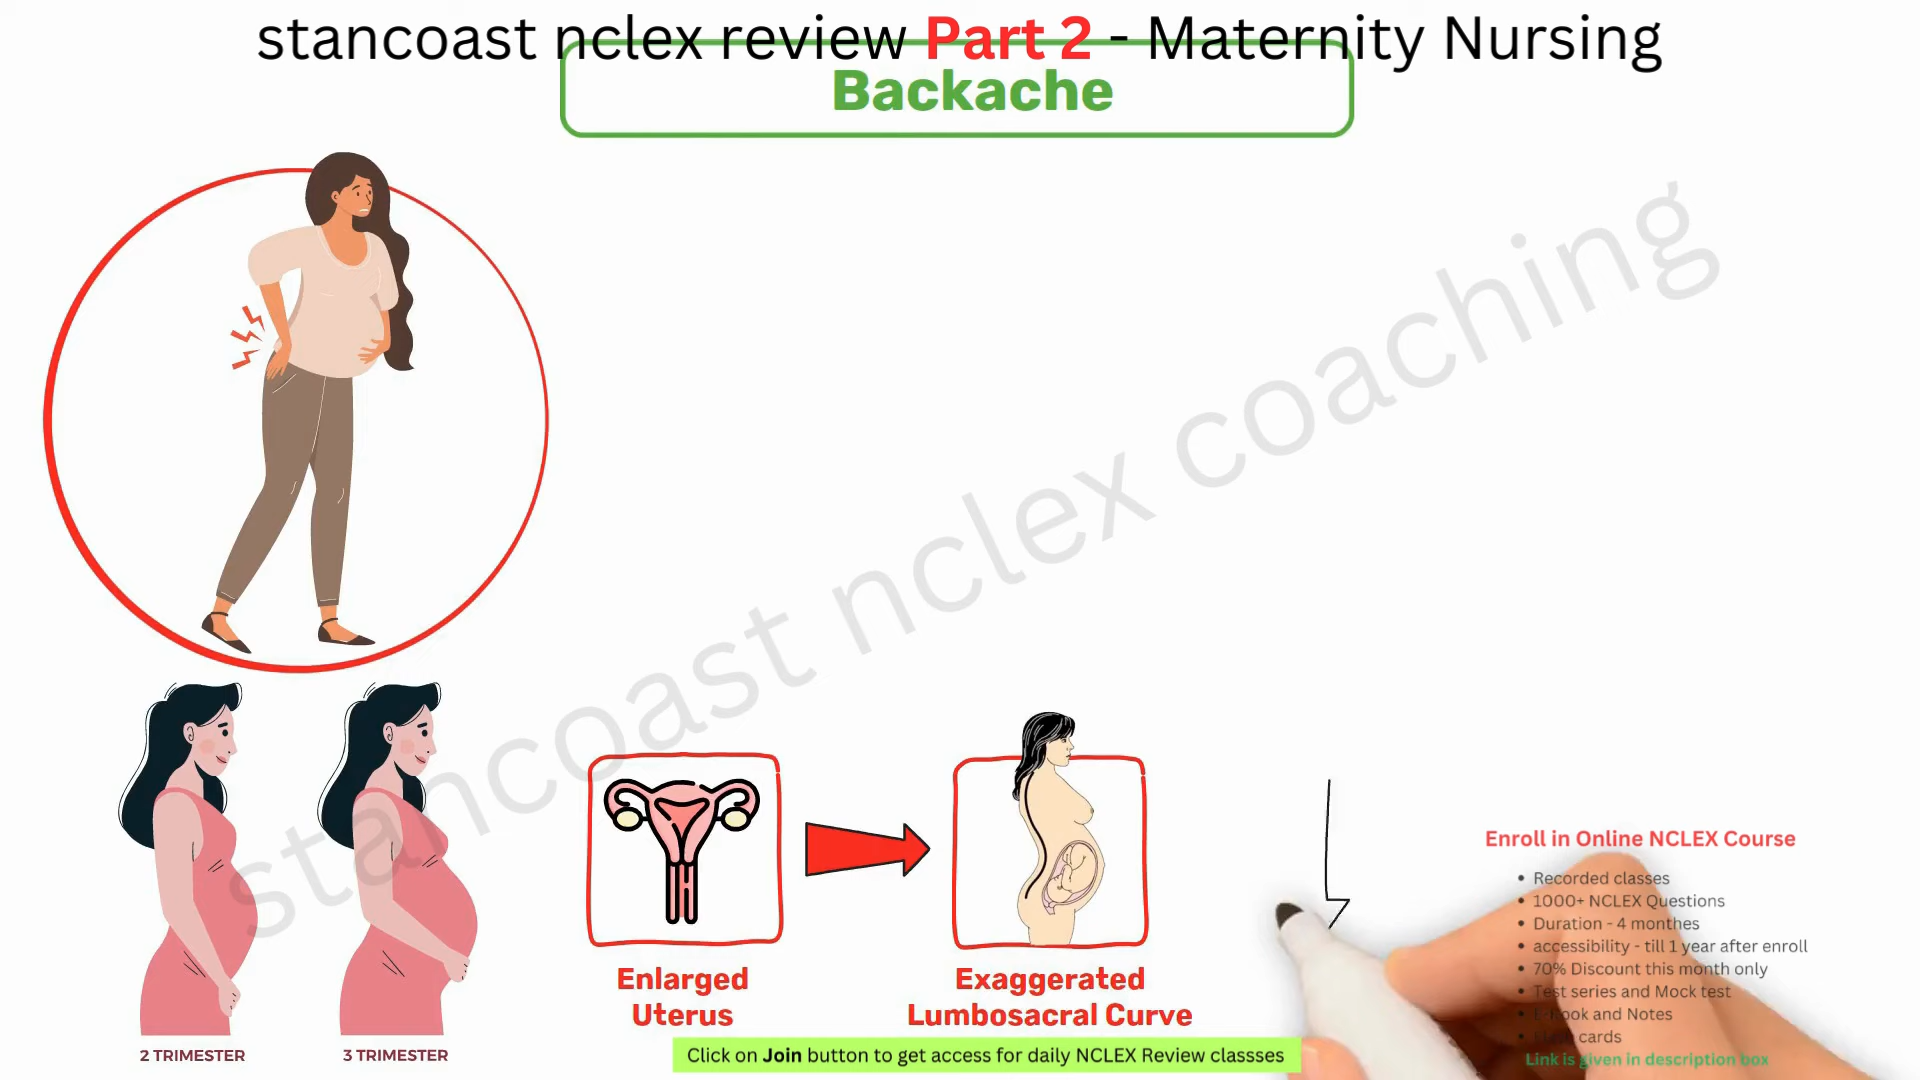 stancoast nclex review Part 2 - Maternity Nursing
Backache
stancoast nclex coaching
Enlarged
Uterus
Exaggerated
Lumbosacral Curve
2 TRIMESTER
3 TRIMESTER
Click on Join button to get access for daily NCLEX Review classses
Enroll in Online NCLEX Course
• Recorded classes
• 1000+ NCLEX Questions
• Duration - 4 monthes
• accessibility - till 1 year after enroll
• 70% Discount this month only
• Test series and Mock test
• E-Book and Notes
• Flash cards
Link is given in description box